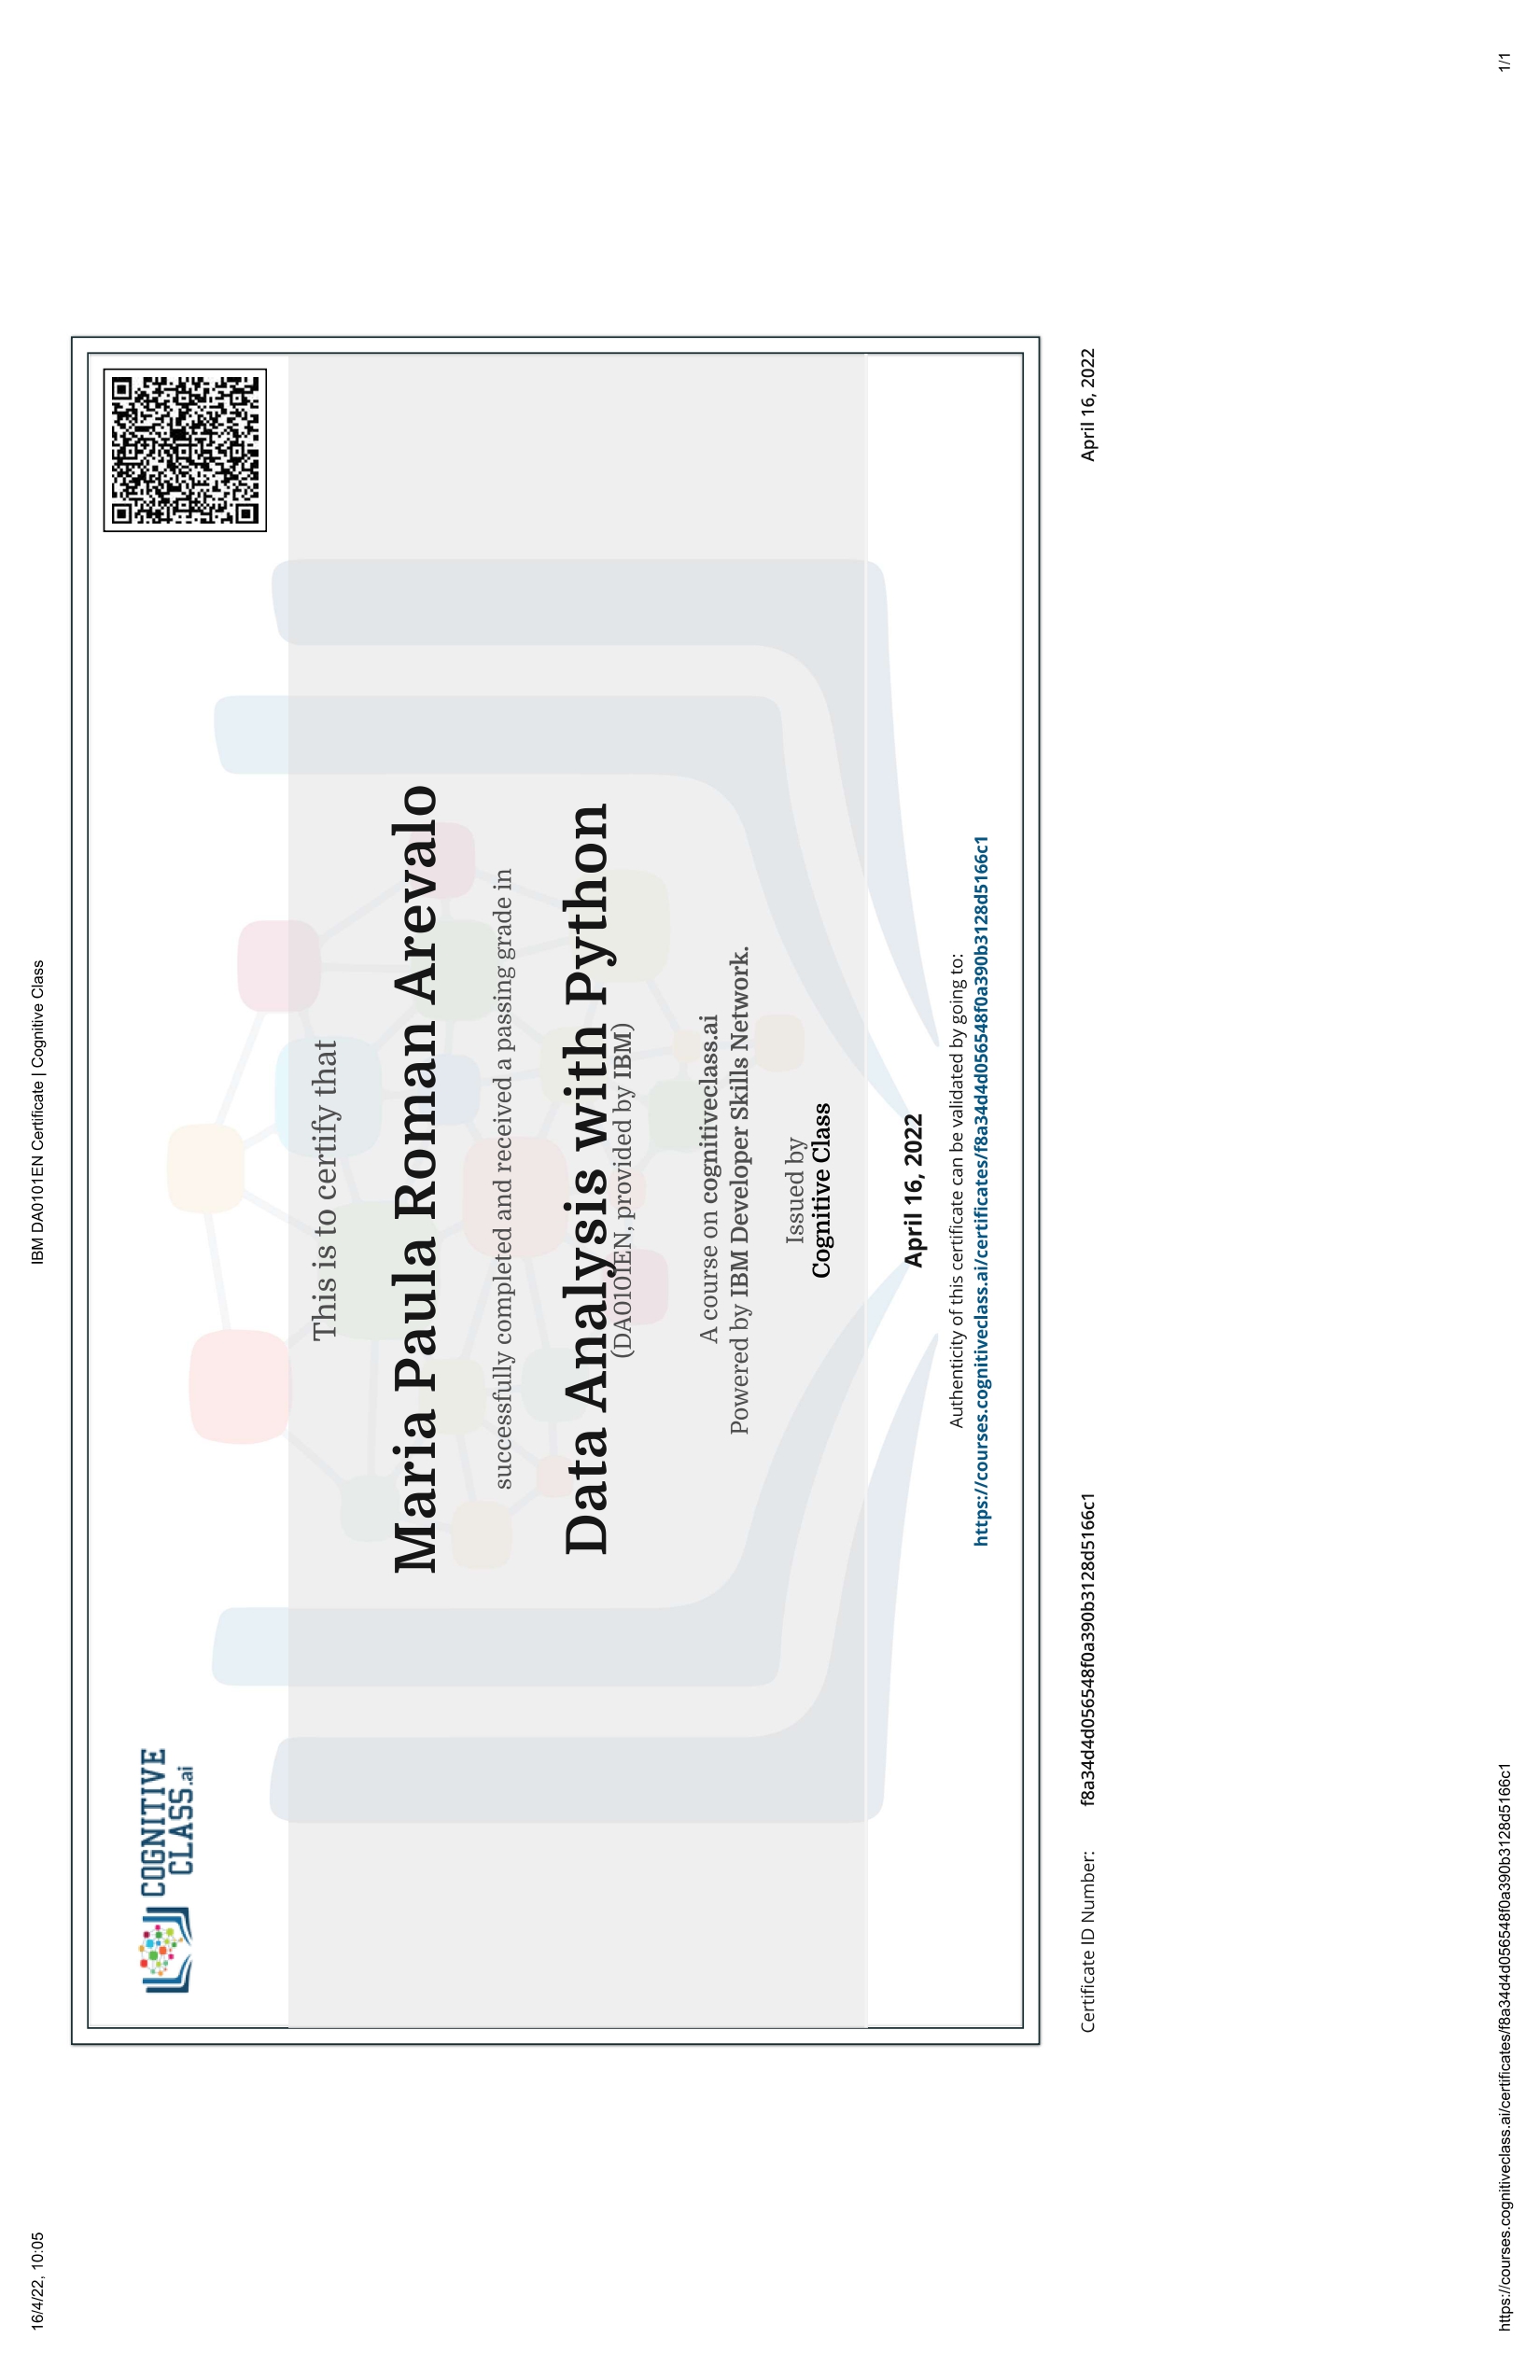 16/4/22, 10:05
IBM DA0101EN Certificate | Cognitive Class
COGNITIVE
CLASS.ai
This is to certify that
Maria Paula Roman Arevalo
successfully completed and received a passing grade in
Data Analysis with Python
(DA0101EN, provided by IBM)
A course on cognitiveclass.ai
Powered by IBM Developer Skills Network.
Issued by
Cognitive Class
April 16, 2022
Authenticity of this certificate can be validated by going to:
https://courses.cognitiveclass.ai/certificates/f8a34d4d056548f0a390b3128d5166c1
Certificate ID Number: f8a34d4d056548f0a390b3128d5166c1 April 16, 2022
https://courses.cognitiveclass.ai/certificates/f8a34d4d056548f0a390b3128d5166c1
1/1